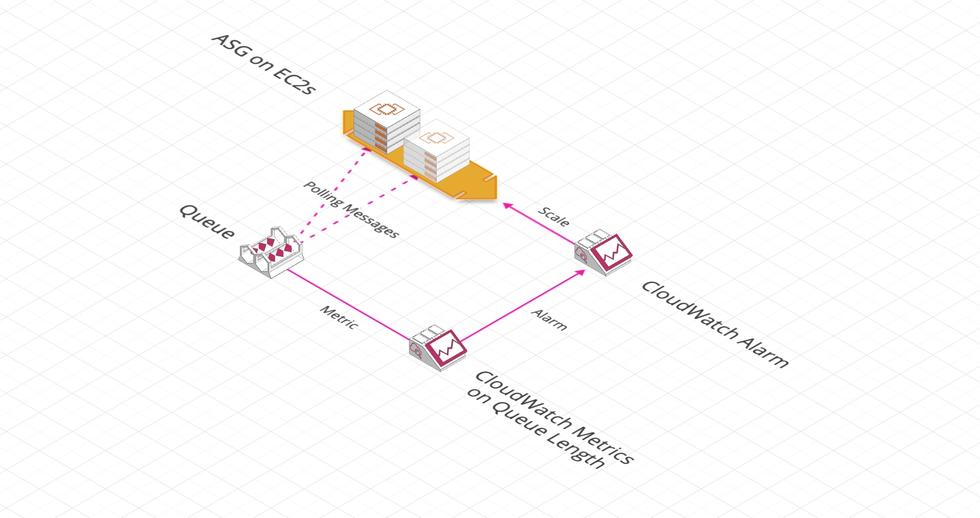 ASG on EC2s
Polling Messages
Queue
Scale
Metric
Alarm
CloudWatch Alarm
CloudWatch Metrics
on Queue Length